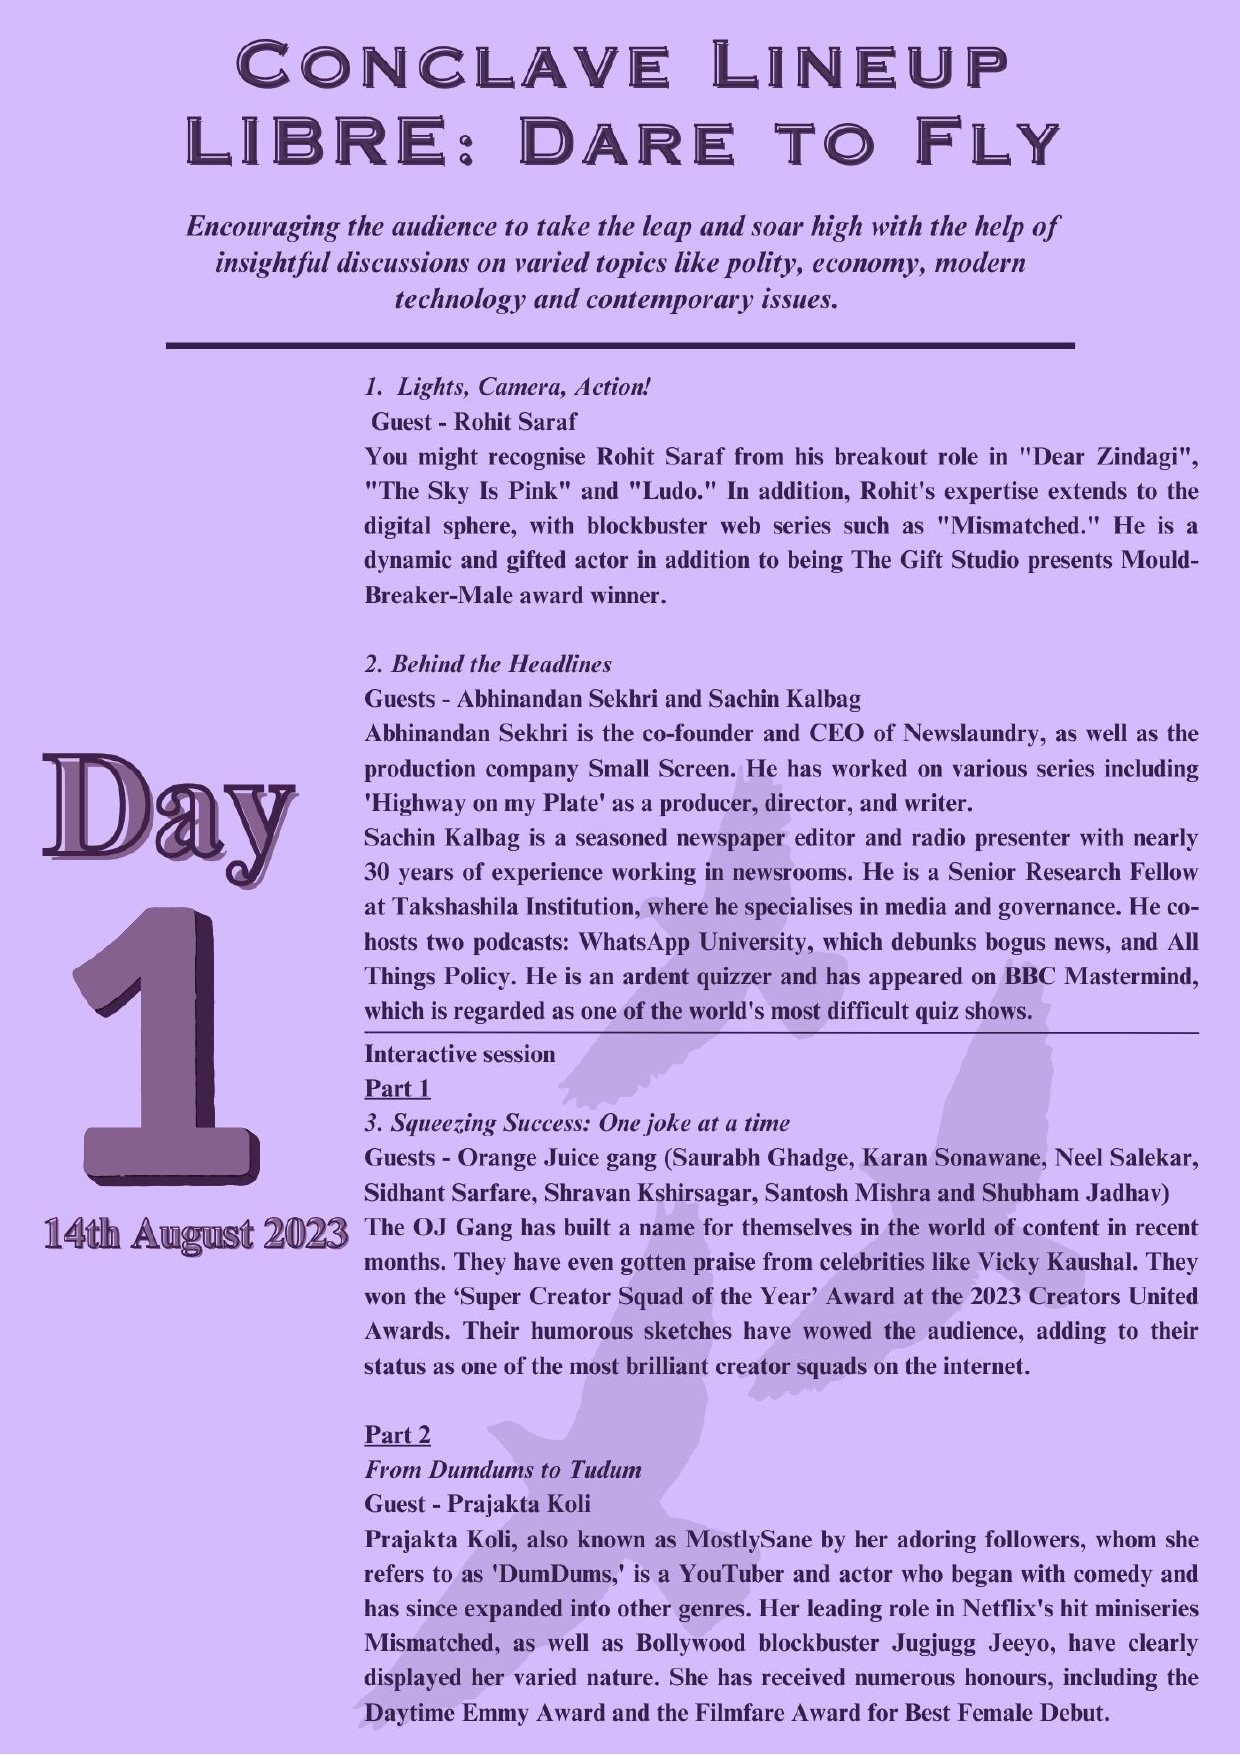 Conclave Lineup
LIBRE: Dare to Fly
Encouraging the audience to take the leap and soar high with the help of
insightful discussions on varied topics like polity, economy, modern
technology and contemporary issues.
1. Lights, Camera, Action!
Guest - Rohit Saraf
You might recognise Rohit Saraf from his breakout role in "Dear Zindagi",
"The Sky Is Pink" and "Ludo." In addition, Rohit's expertise extends to the
digital sphere, with blockbuster web series such as "Mismatched." He is a
dynamic and gifted actor in addition to being The Gift Studio presents Mould-
Breaker-Male award winner.
2. Behind the Headlines
Guests - Abhinandan Sekhri and Sachin Kalbag
Abhinandan Sekhri is the co-founder and CEO of Newslaundry, as well as the
production company Small Screen. He has worked on various series including
'Highway on my Plate' as a producer, director, and writer.
Sachin Kalbag is a seasoned newspaper editor and radio presenter with nearly
30 years of experience working in newsrooms. He is a Senior Research Fellow
at Takshashila Institution, where he specialises in media and governance. He co-
hosts two podcasts: WhatsApp University, which debunks bogus news, and All
Things Policy. He is an ardent quizzer and has appeared on BBC Mastermind,
which is regarded as one of the world's most difficult quiz shows.
Day
1
14th August 2023
Interactive session
Part 1
3. Squeezing Success: One joke at a time
Guests - Orange Juice gang (Saurabh Ghadge, Karan Sonawane, Neel Salekar,
Sidhant Sarfare, Shravan Kshirsagar, Santosh Mishra and Shubham Jadhav)
The OJ Gang has built a name for themselves in the world of content in recent
months. They have even gotten praise from celebrities like Vicky Kaushal. They
won the ‘Super Creator Squad of the Year’ Award at the 2023 Creators United
Awards. Their humorous sketches have wowed the audience, adding to their
status as one of the most brilliant creator squads on the internet.
Part 2
From Dumdums to Tudum
Guest - Prajakta Koli
Prajakta Koli, also known as MostlySane by her adoring followers, whom she
refers to as 'DumDums,' is a YouTuber and actor who began with comedy and
has since expanded into other genres. Her leading role in Netflix's hit miniseries
Mismatched, as well as Bollywood blockbuster Jugjugg Jeeyo, have clearly
displayed her varied nature. She has received numerous honours, including the
Daytime Emmy Award and the Filmfare Award for Best Female Debut.